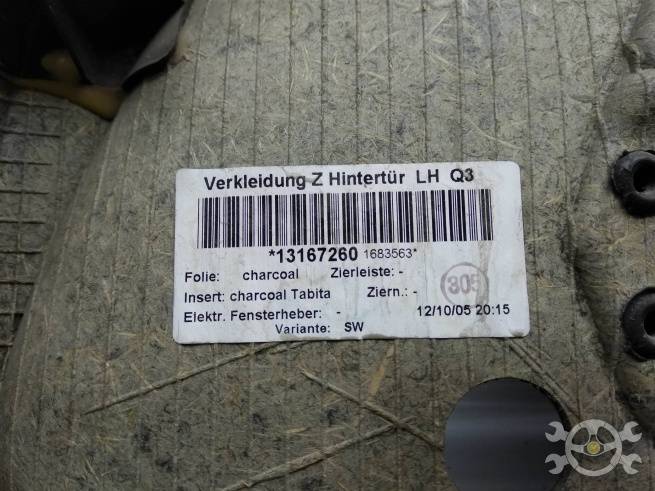 Verkleidung Z Hintertür LH Q3
*13167260 1683563*
Folie: charcoal Zierleiste: -
Insert: charcoal Tabita Ziern.: -
305
Elektr. Fensterheber: - 12/10/05 20:15
Variante: SW